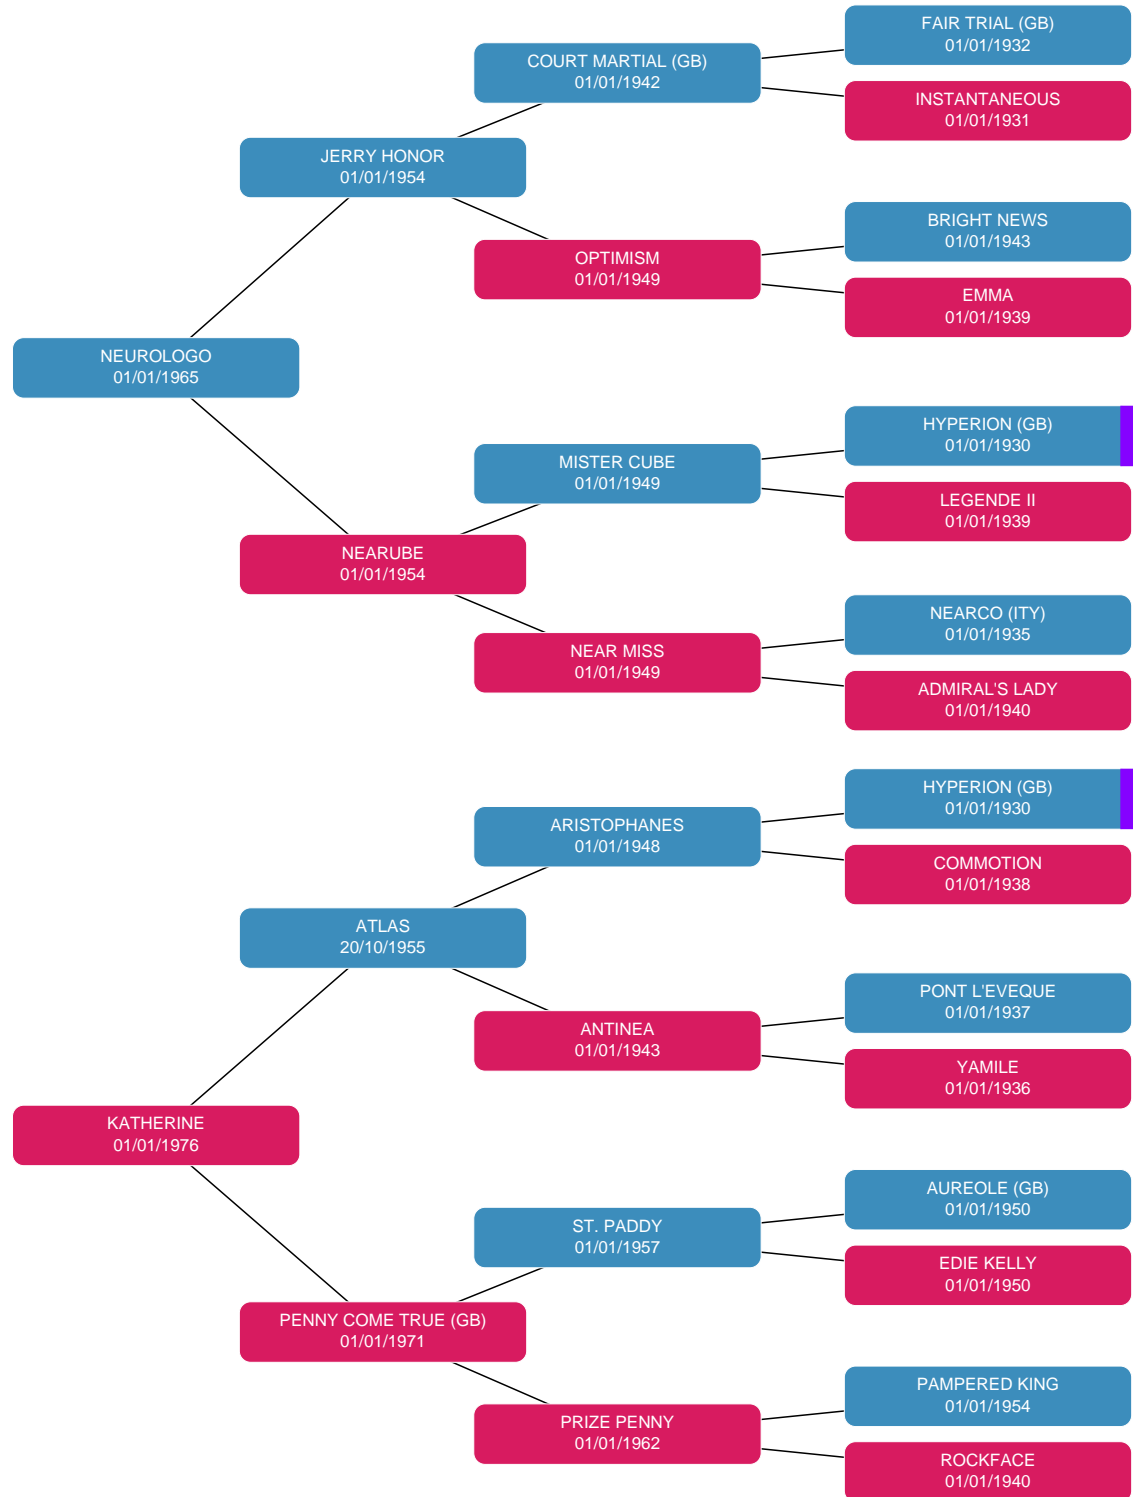 FAIR TRIAL (GB)
01/01/1932
COURT MARTIAL (GB)
01/01/1942
INSTANTANEOUS
01/01/1931
JERRY HONOR
01/01/1954
BRIGHT NEWS
01/01/1943
OPTIMISM
01/01/1949
EMMA
01/01/1939
NEUROLOGO
01/01/1965
HYPERION (GB)
01/01/1930
MISTER CUBE
01/01/1949
LEGENDE II
01/01/1939
NEARUBE
01/01/1954
NEARCO (ITY)
01/01/1935
NEAR MISS
01/01/1949
ADMIRAL'S LADY
01/01/1940
HYPERION (GB)
01/01/1930
ARISTOPHANES
01/01/1948
COMMOTION
01/01/1938
ATLAS
20/10/1955
PONT L'EVEQUE
01/01/1937
ANTINEA
01/01/1943
YAMILE
01/01/1936
KATHERINE
01/01/1976
AUREOLE (GB)
01/01/1950
ST. PADDY
01/01/1957
EDIE KELLY
01/01/1950
PENNY COME TRUE (GB)
01/01/1971
PAMPERED KING
01/01/1954
PRIZE PENNY
01/01/1962
ROCKFACE
01/01/1940